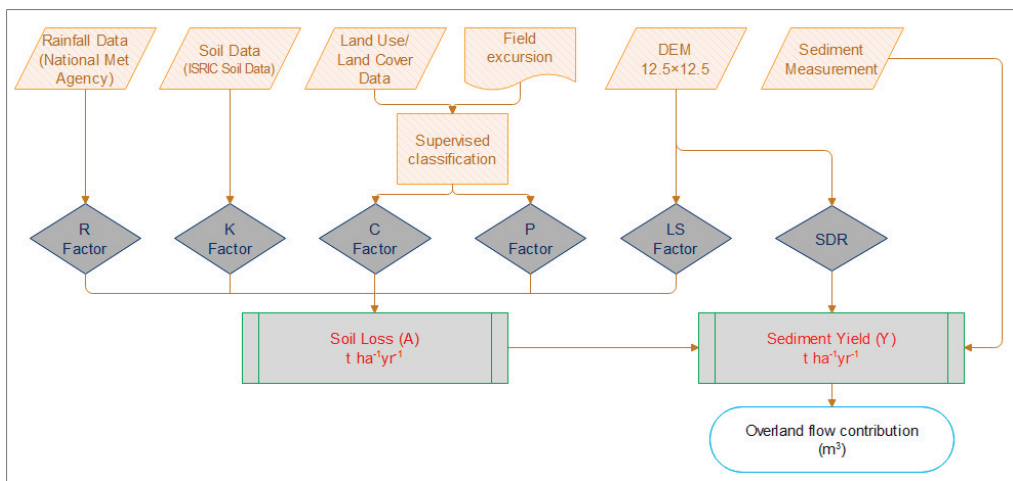 Rainfall Data
(National Met
Agency)
Soil Data
(ISRIC Soil Data)
Land Use/
Land Cover
Data
Field
excursion
DEM
12.5×12.5
Sediment
Measurement
Supervised
classification
R
Factor
K
Factor
C
Factor
P
Factor
LS
Factor
SDR
Soil Loss (A)
t ha⁻¹yr⁻¹
Sediment Yield (Y)
t ha⁻¹yr⁻¹
Overland flow contribution
(m³)